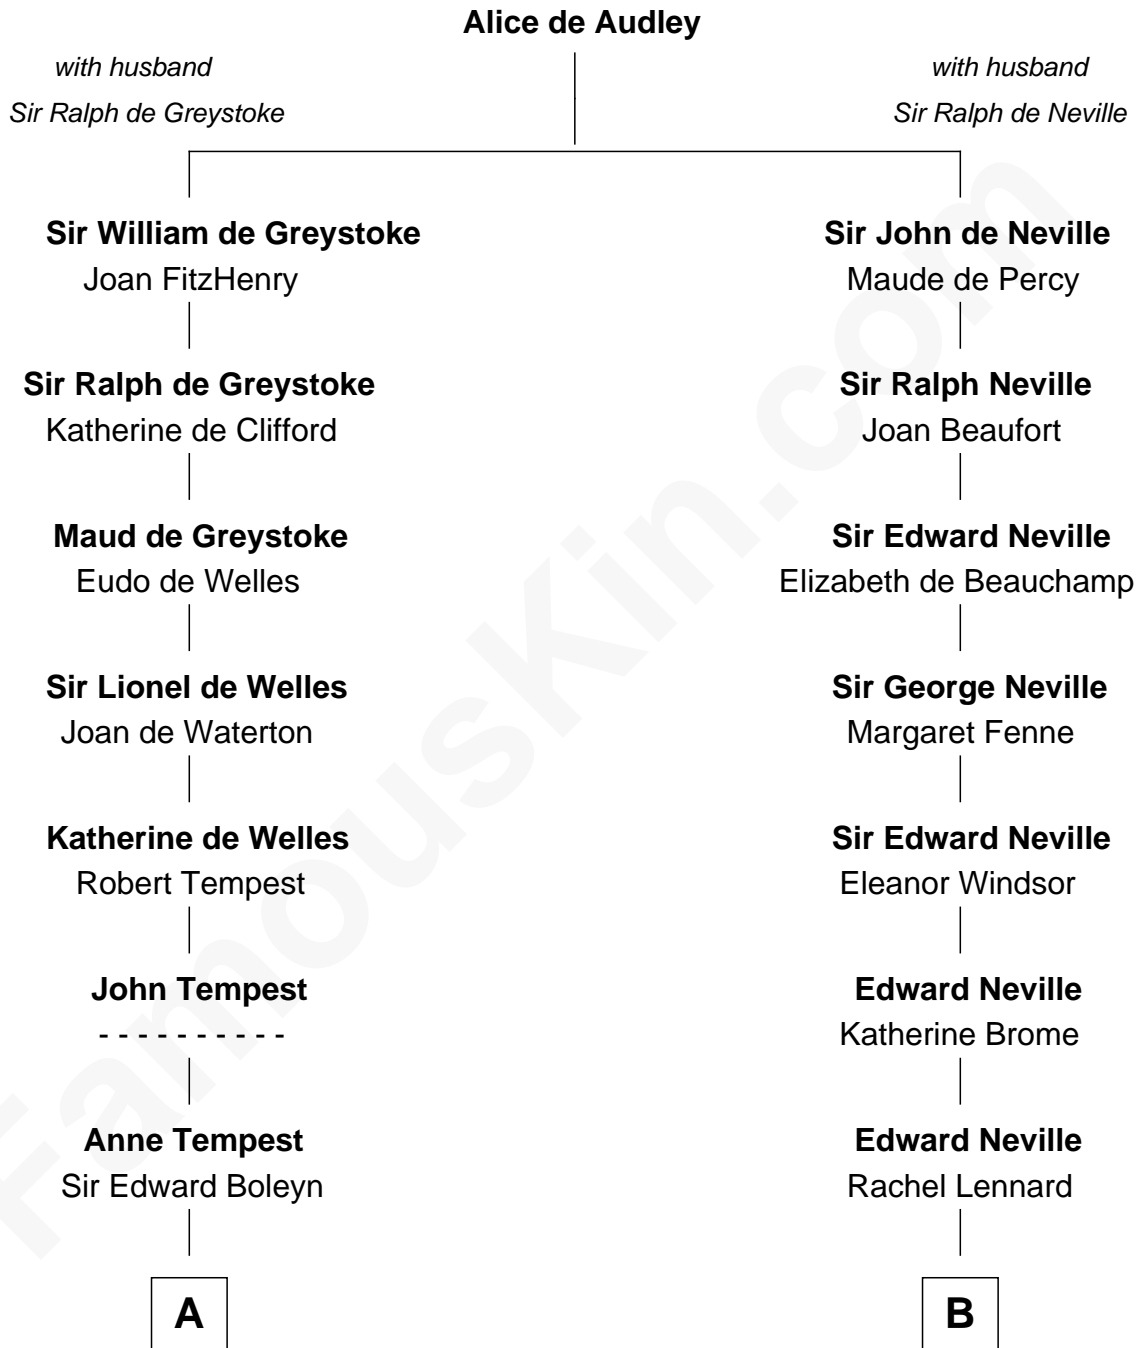 Alice de Audley
with husband
Sir Ralph de Greystoke
with husband
Sir Ralph de Neville
Sir William de Greystoke
Joan FitzHenry
Sir John de Neville
Maude de Percy
Sir Ralph de Greystoke
Katherine de Clifford
Sir Ralph Neville
Joan Beaufort
Maud de Greystoke
Eudo de Welles
Sir Edward Neville
Elizabeth de Beauchamp
Sir Lionel de Welles
Joan de Waterton
Sir George Neville
Margaret Fenne
Katherine de Welles
Robert Tempest
Sir Edward Neville
Eleanor Windsor
John Tempest
- - - - - - - - - -
Edward Neville
Katherine Brome
Anne Tempest
Sir Edward Boleyn
Edward Neville
Rachel Lennard
A
B
FamousKin.com